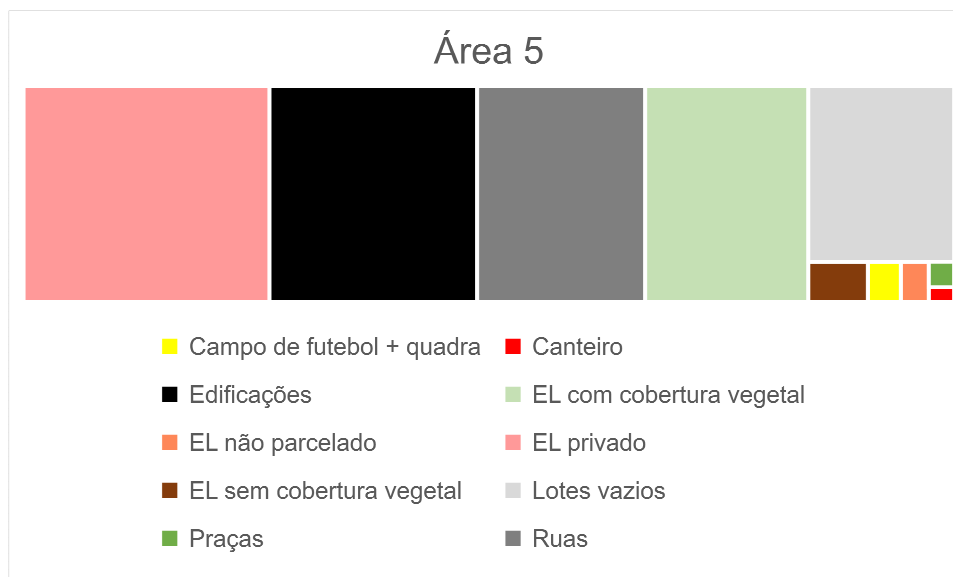 Área 5
Campo de futebol + quadra
Canteiro
Edificações
EL com cobertura vegetal
EL não parcelado
EL privado
EL sem cobertura vegetal
Lotes vazios
Praças
Ruas